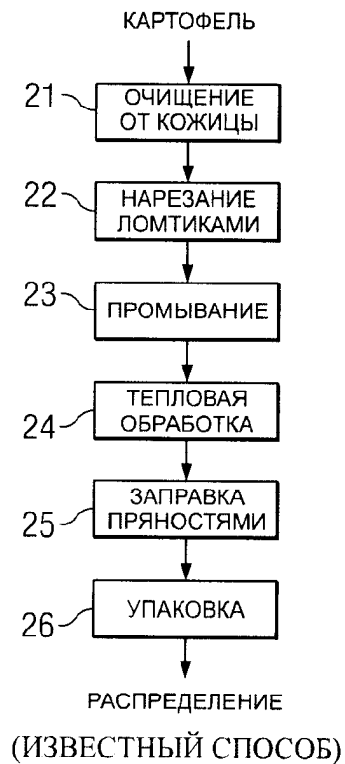 КАРТОФЕЛЬ
21
ОЧИЩЕНИЕ
ОТ КОЖИЦЫ
22
НАРЕЗАНИЕ
ЛОМТИКАМИ
23
ПРОМЫВАНИЕ
24
ТЕПЛОВАЯ
ОБРАБОТКА
25
ЗАПРАВКА
ПРЯНОСТЯМИ
26
УПАКОВКА
РАСПРЕДЕЛЕНИЕ
(ИЗВЕСТНЫЙ СПОСОБ)